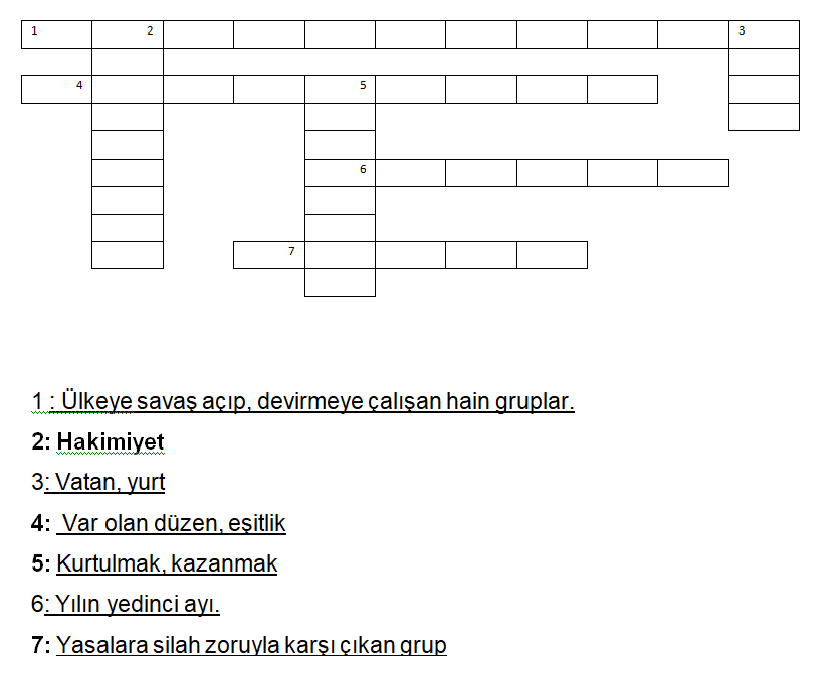 1 2 3
4 5
6
7
1 : Ülkeye savaş açıp, devirmeye çalışan hain gruplar.
2: Hakimiyet
3: Vatan, yurt
4: Var olan düzen, eşitlik
5: Kurtulmak, kazanmak
6: Yılın yedinci ayı.
7: Yasalara silah zoruyla karşı çıkan grup